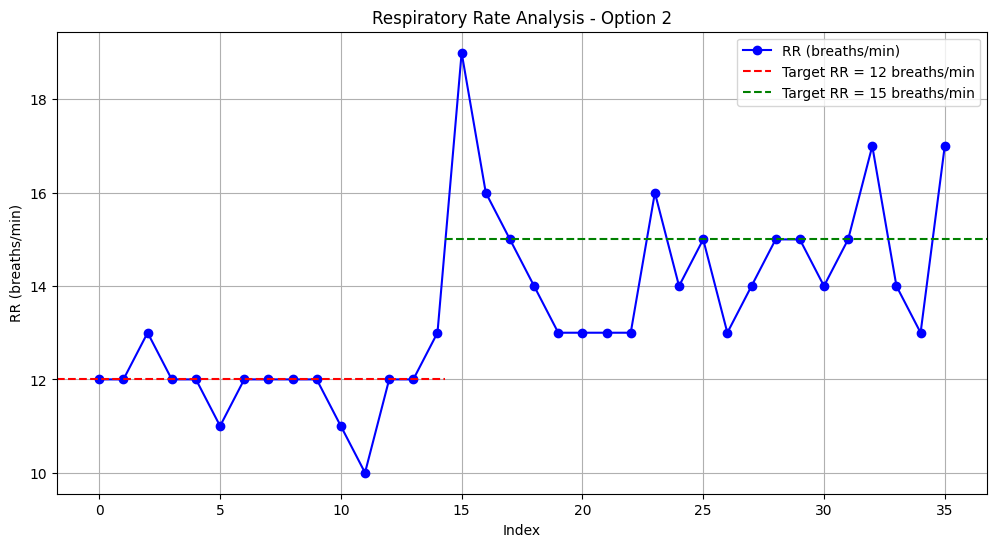 Respiratory Rate Analysis - Option 2
RR (breaths/min)
Target RR = 12 breaths/min
Target RR = 15 breaths/min
RR (breaths/min)
18
16
14
12
10
0 5 10 15 20 25 30 35
Index